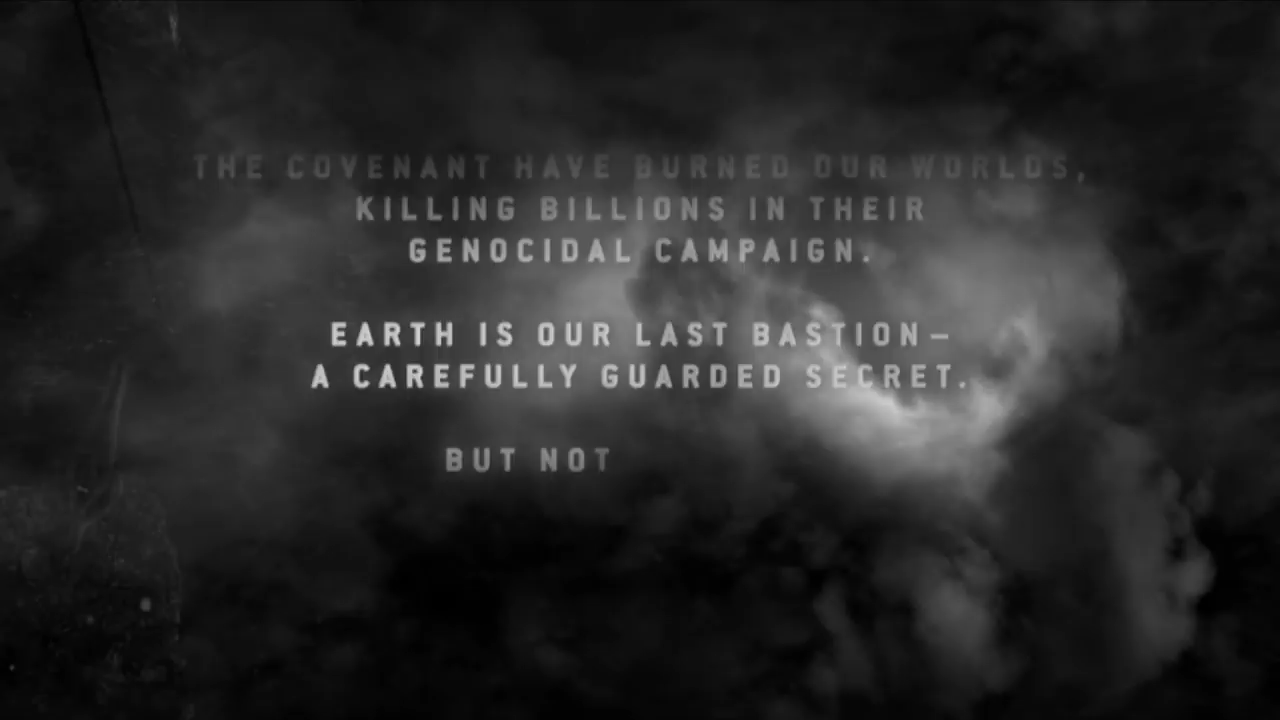 THE COVENANT HAVE BURNED OUR WORLDS,
KILLING BILLIONS IN THEIR
GENOCIDAL CAMPAIGN.
EARTH IS OUR LAST BASTION–
A CAREFULLY GUARDED SECRET.
BUT NOT